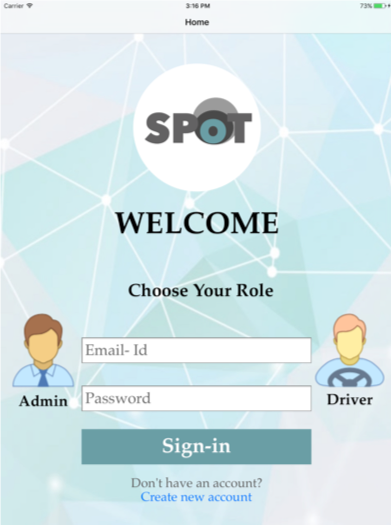 Carrier 3:16 PM 73%
Home
SPOT
WELCOME
Choose Your Role
Email- Id
Admin Password Driver
Sign-in
Don't have an account?
Create new account